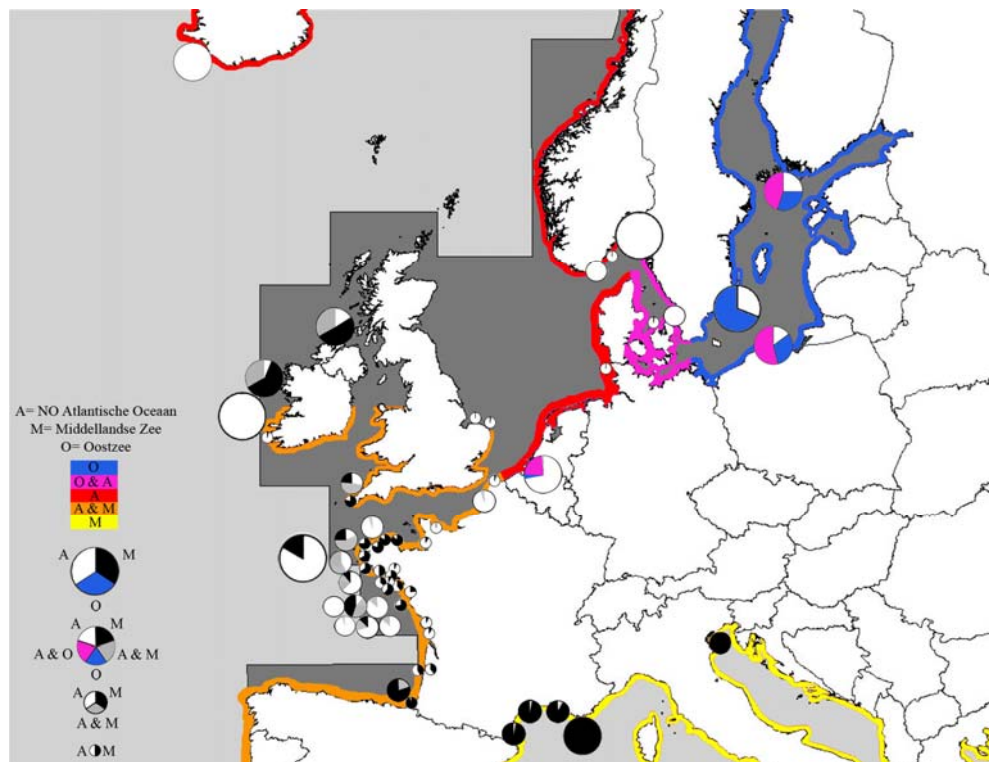 A= NO Atlantische Oceaan
M= Middellandse Zee
O= Oostzee
O
O & A
A
A & M
M
A M
O
A M
A & O A & M
O
A M
A & M
A M